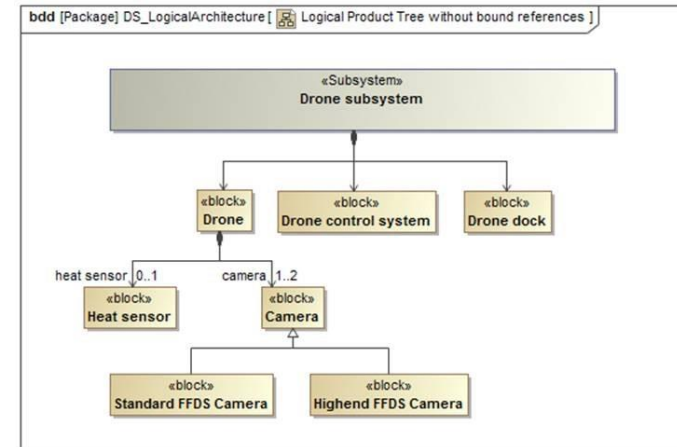 bdd [Package] DS_LogicalArchitecture [ Logical Product Tree without bound references ]
«Subsystem»
Drone subsystem
«block»
Drone
«block»
Drone control system
«block»
Drone dock
heat sensor 0..1
camera 1..2
«block»
Heat sensor
«block»
Camera
«block»
Standard FFDS Camera
«block»
Highend FFDS Camera